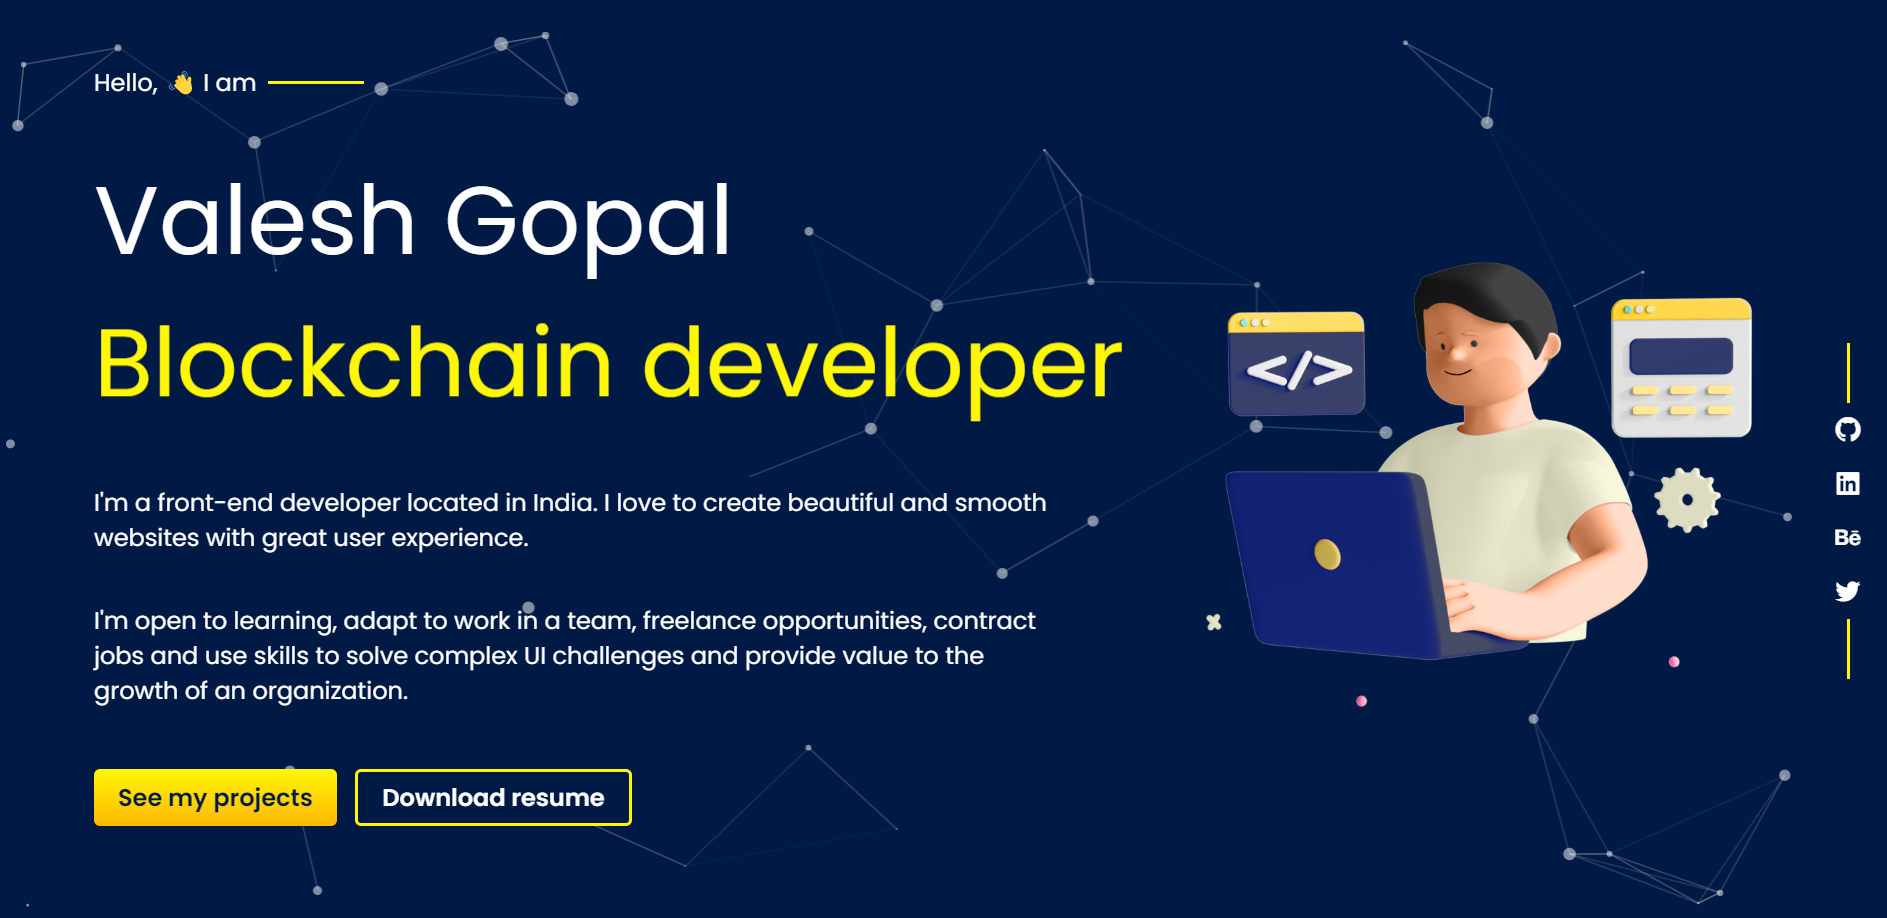 Hello, 👋 I am
Valesh Gopal
Blockchain developer
I'm a front-end developer located in India. I love to create beautiful and smooth
websites with great user experience.
I'm open to learning, adapt to work in a team, freelance opportunities, contract
jobs and use skills to solve complex UI challenges and provide value to the
growth of an organization.
See my projects
Download resume
</>
in
Bē